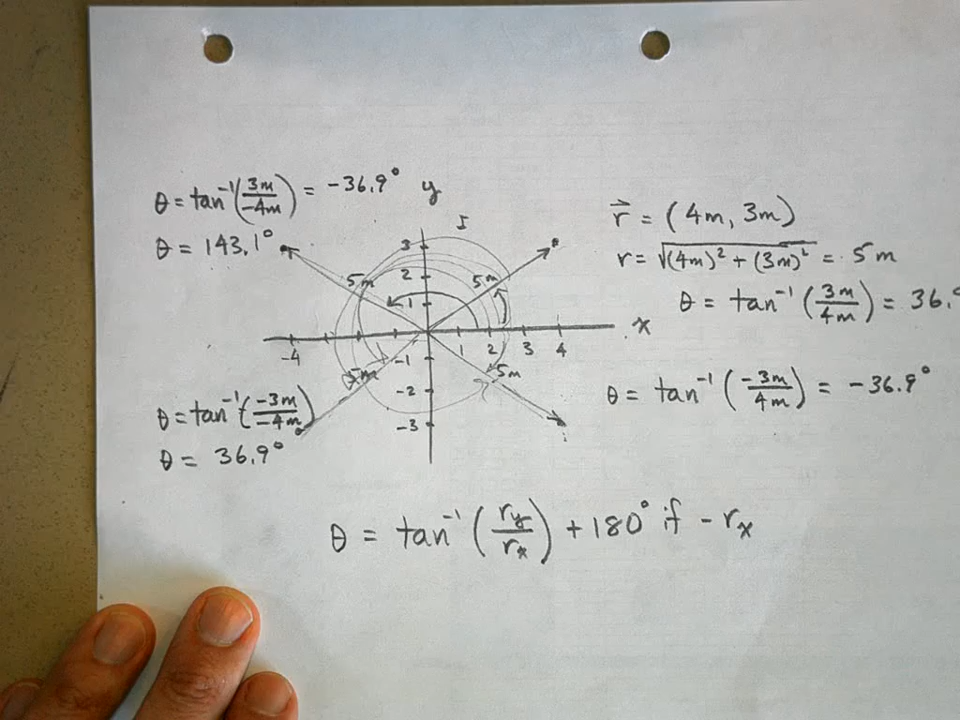 θ = tan⁻¹(3m/-4m) = -36.9°
θ = 143.1°
y
r⃗ = (4m, 3m)
r = √((4m)² + (3m)²) = 5m
θ = tan⁻¹(3m/4m) = 36.9
3
5m
2
5m
1
x
-4
1 2 3 4
-1
5m
5m
-2
-3
θ = tan⁻¹(-3m/4m) = -36.9°
θ = tan⁻¹(-3m/-4m)
θ = 36.9°
θ = tan⁻¹(ry/rx) + 180° if - rx